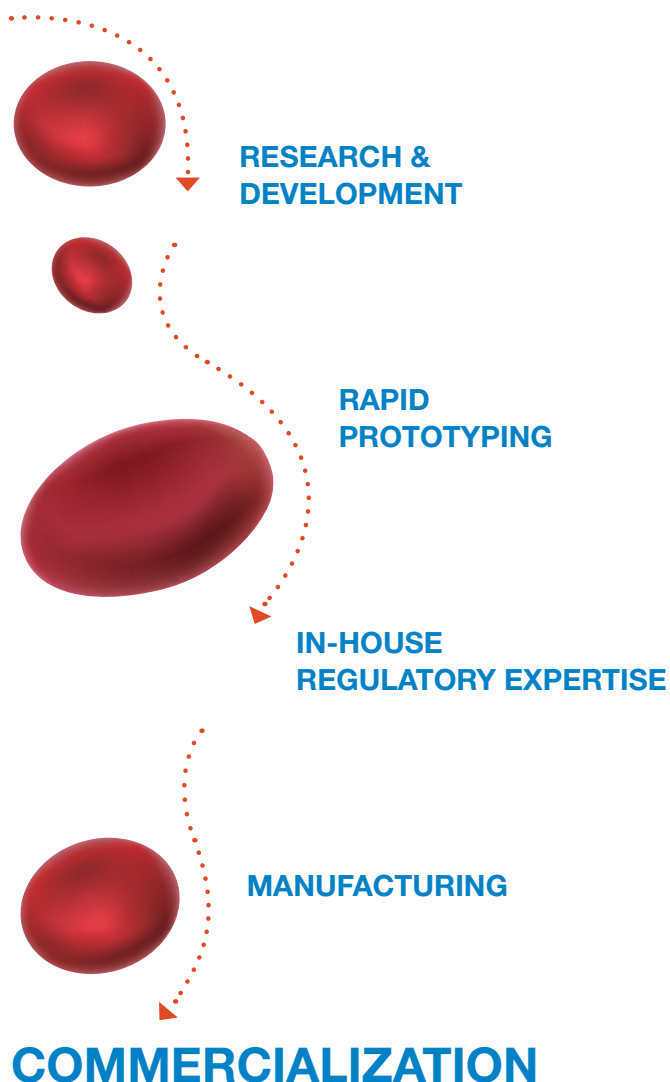 RESEARCH &
DEVELOPMENT
RAPID
PROTOTYPING
IN-HOUSE
REGULATORY EXPERTISE
MANUFACTURING
COMMERCIALIZATION